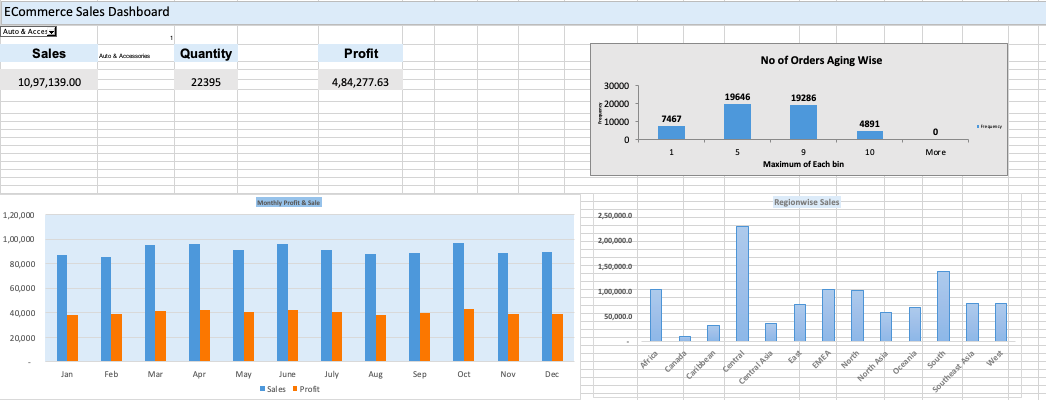 ECommerce Sales Dashboard
Auto & Acces
1
Sales
Auto & Accessories
Quantity
Profit
10,97,139.00
22395
4,84,277.63
No of Orders Aging Wise
Frequency
30000
20000
10000
0
7467
19646
19286
4891
0
1
5
9
10
More
Maximum of Each bin
Frequency
Monthly Profit & Sale
1,20,000
1,00,000
80,000
60,000
40,000
20,000
-
Jan
Feb
Mar
Apr
May
June
July
Aug
Sep
Oct
Nov
Dec
Sales
Profit
Regionwise Sales
2,50,000.0
2,00,000.0
1,50,000.0
1,00,000.0
50,000.0
-
Africa
Canada
Caribbean
Central
Central Asia
East
EMEA
North
North Asia
Oceania
South
Southeast Asia
West